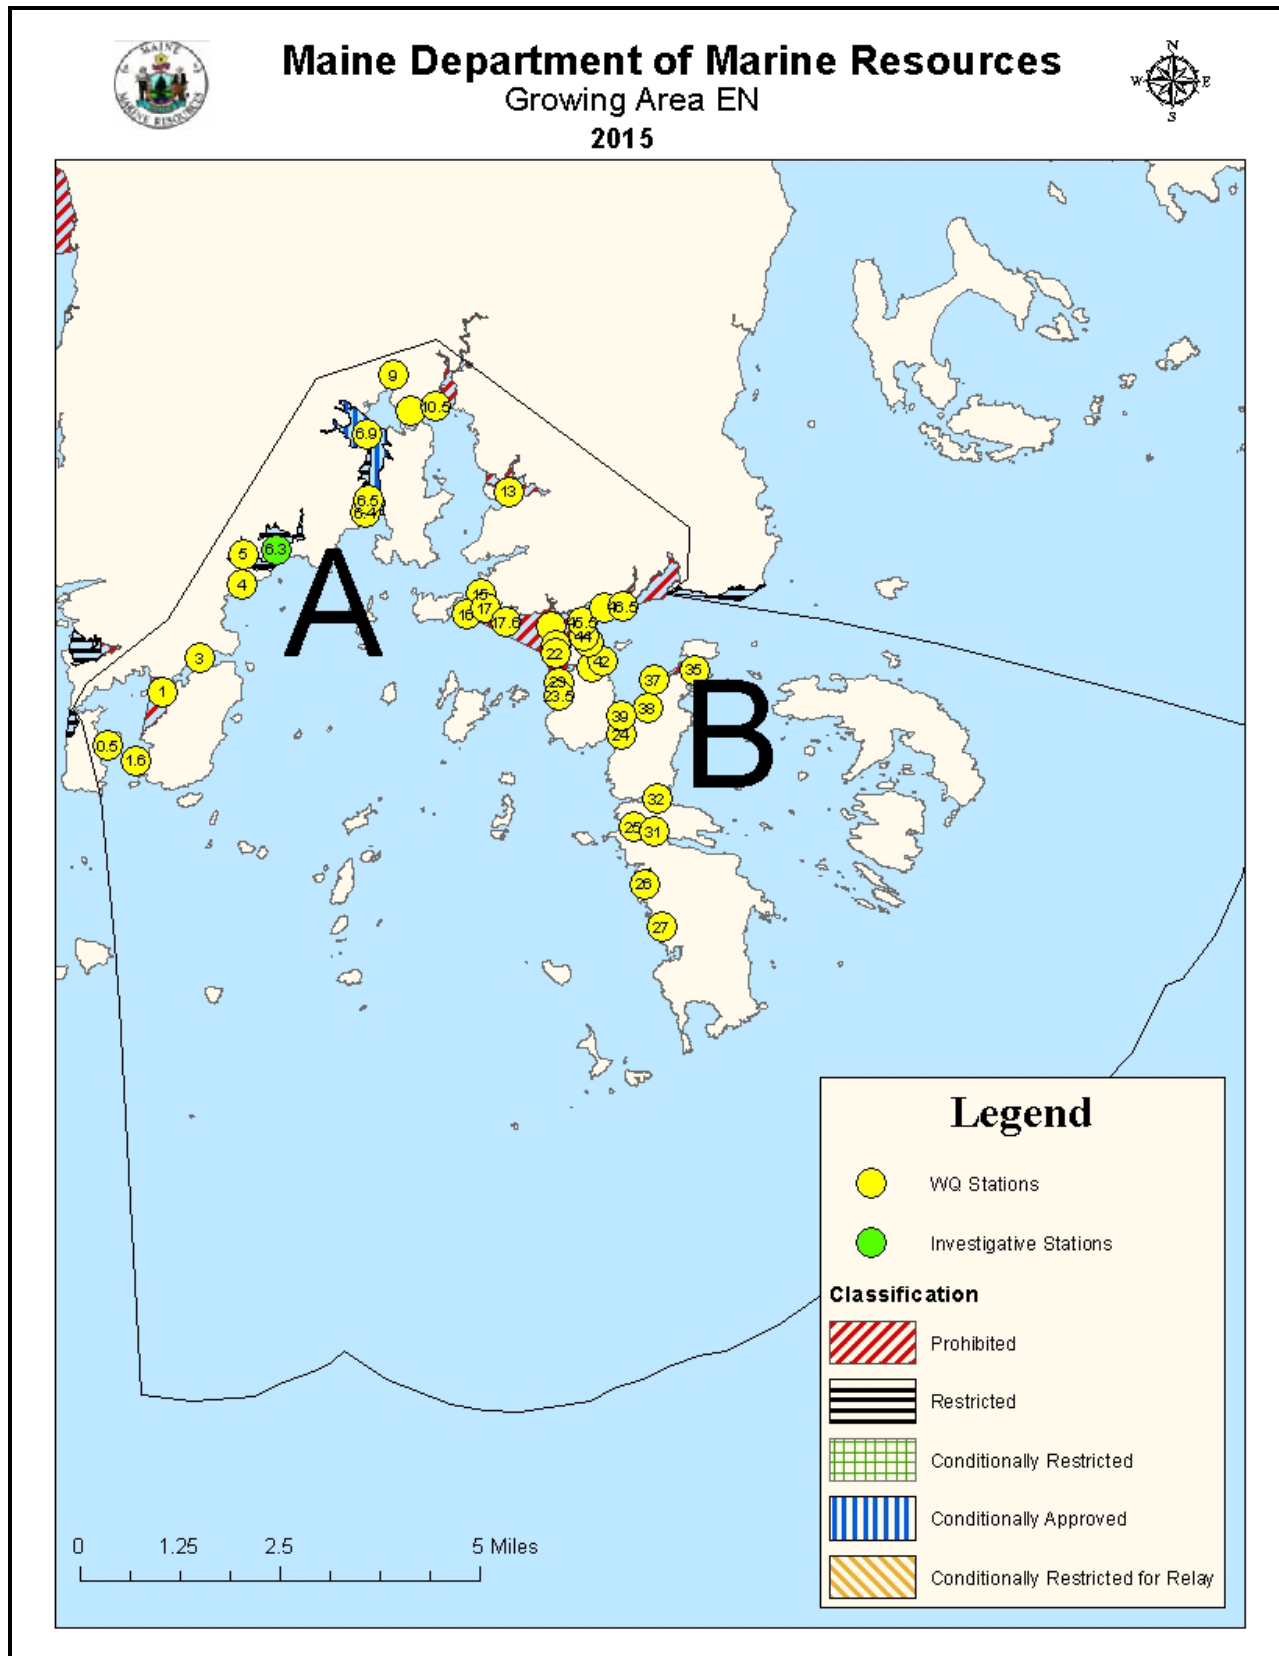 MAINE
MARINE RESOURCES
Maine Department of Marine Resources
Growing Area EN
2015
N
W E
S
9
10.5
6.9
13
6.5
6.4
5
6.3
4
A
15
16
17
17.6
45.5
46.5
44
22
42
3
1
23
23.5
37
35
38
39
24
B
0.5
1.6
32
25
31
26
27
Legend
WQ Stations
Investigative Stations
Classification
Prohibited
Restricted
Conditionally Restricted
Conditionally Approved
Conditionally Restricted for Relay
0 1.25 2.5 5 Miles